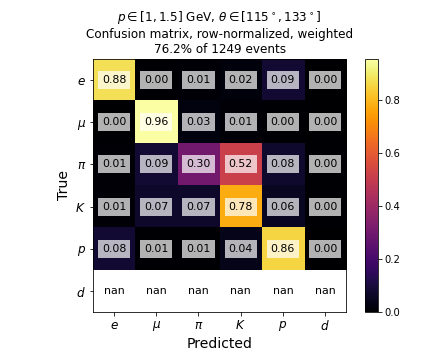 p ∈ [1, 1.5] GeV, θ ∈ [115°, 133°]
Confusion matrix, row-normalized, weighted
76.2% of 1249 events
True
e 0.88 0.00 0.01 0.02 0.09 0.00
μ 0.00 0.96 0.03 0.01 0.00 0.00
π 0.01 0.09 0.30 0.52 0.08 0.00
K 0.01 0.07 0.07 0.78 0.06 0.00
p 0.08 0.01 0.01 0.04 0.86 0.00
d nan nan nan nan nan nan
e μ π K p d
Predicted
0.8
0.6
0.4
0.2
0.0